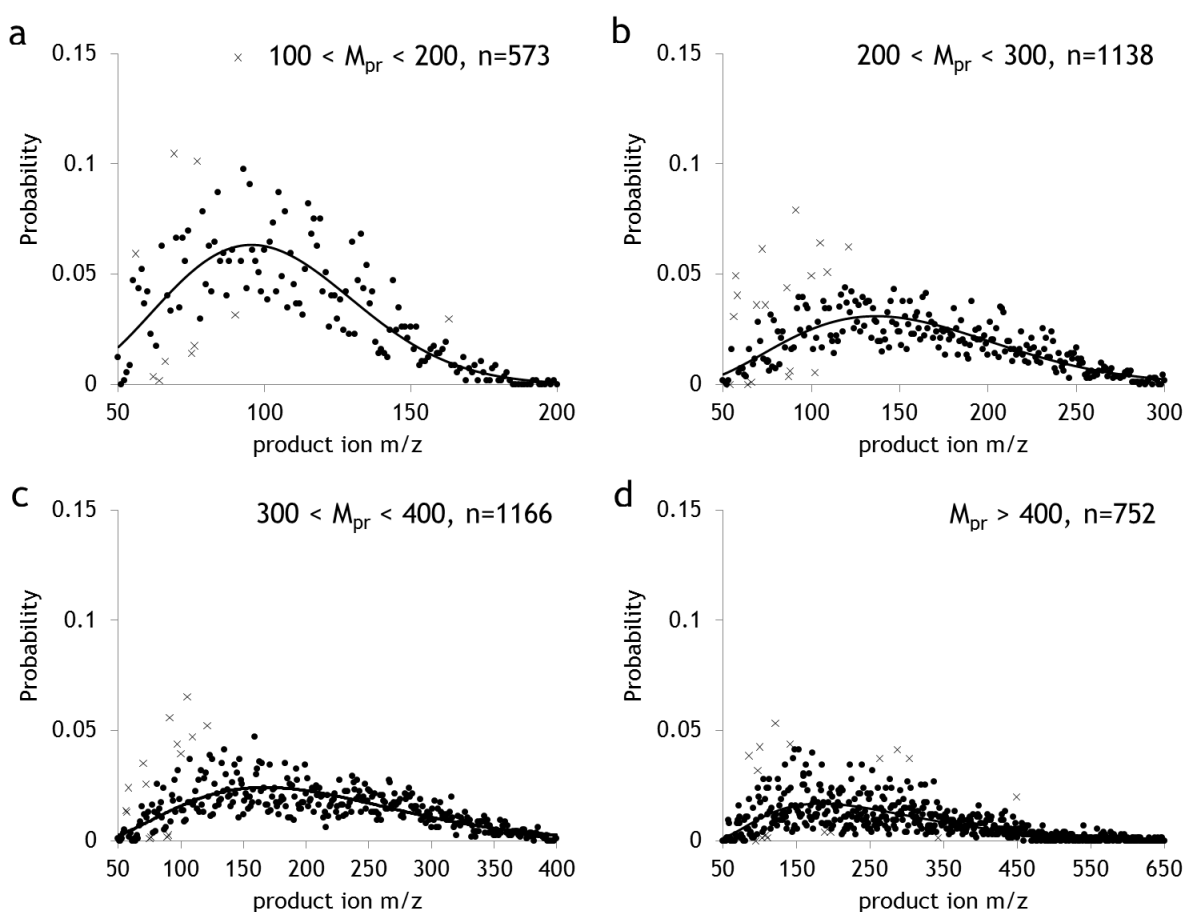 a
0.15
× 100 < Mpr < 200, n=573
0.1
0.05
0
Probability
50 100 150 200
product ion m/z
b
0.15
200 < Mpr < 300, n=1138
0.1
0.05
0
Probability
50 100 150 200 250 300
product ion m/z
c
0.15
300 < Mpr < 400, n=1166
0.1
0.05
0
Probability
50 100 150 200 250 300 350 400
product ion m/z
d
0.15
Mpr > 400, n=752
0.1
0.05
0
Probability
50 150 250 350 450 550 650
product ion m/z